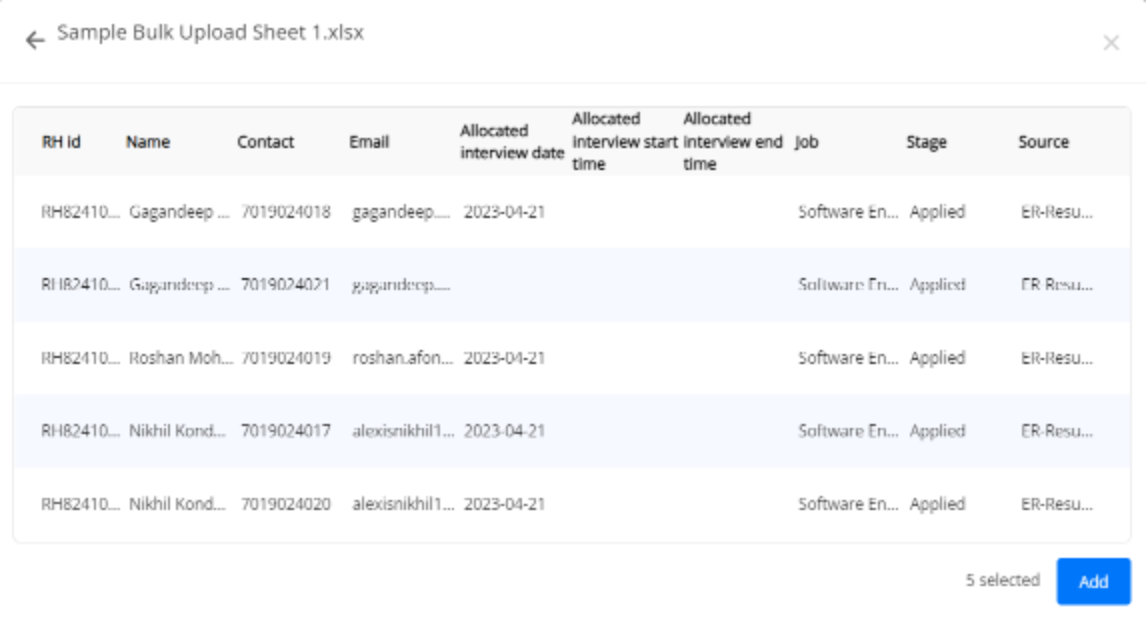 ← Sample Bulk Upload Sheet 1.xlsx ×
RH id Name Contact Email Allocated interview date Allocated interview start time Allocated interview end time Job Stage Source
RH82410... Gagandeep ... 7019024018 gagandeep.... 2023-04-21 Software En... Applied ER-Resu...
RH82410... Gagandeep ... 7019024021 gagandeep.... Software En... Applied ER-Resu...
RH82410... Roshan Moh... 7019024019 roshan.afon... 2023-04-21 Software En... Applied ER-Resu...
RH82410... Nikhil Kond... 7019024017 alexisnikhil1... 2023-04-21 Software En... Applied ER-Resu...
RH82410... Nikhil Kond... 7019024020 alexisnikhil1... 2023-04-21 Software En... Applied ER-Resu...
5 selected Add